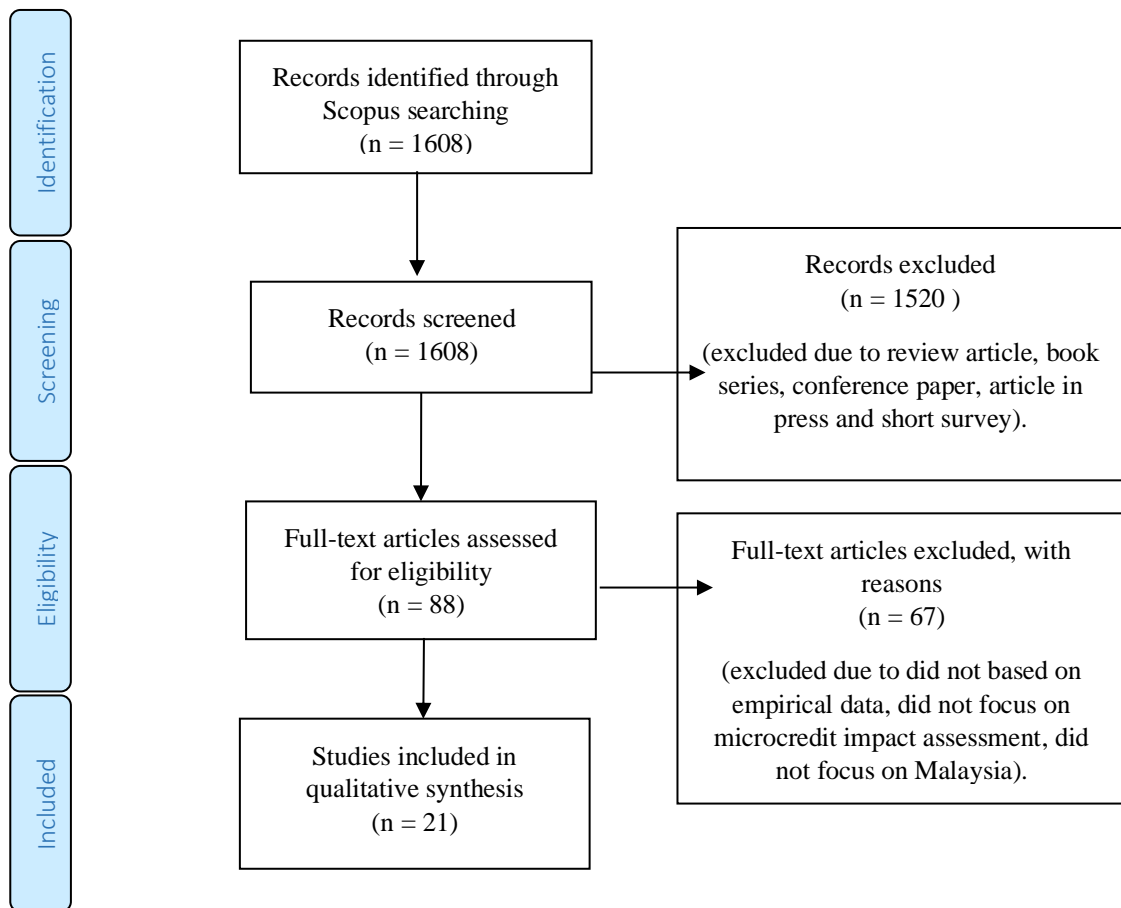 Identification
Records identified through
Scopus searching
(n = 1608)
Screening
Records screened
(n = 1608)
Records excluded
(n = 1520 )
(excluded due to review article, book
series, conference paper, article in
press and short survey).
Eligibility
Full-text articles assessed
for eligibility
(n = 88)
Full-text articles excluded, with
reasons
(n = 67)
(excluded due to did not based on
empirical data, did not focus on
microcredit impact assessment, did
not focus on Malaysia).
Included
Studies included in
qualitative synthesis
(n = 21)